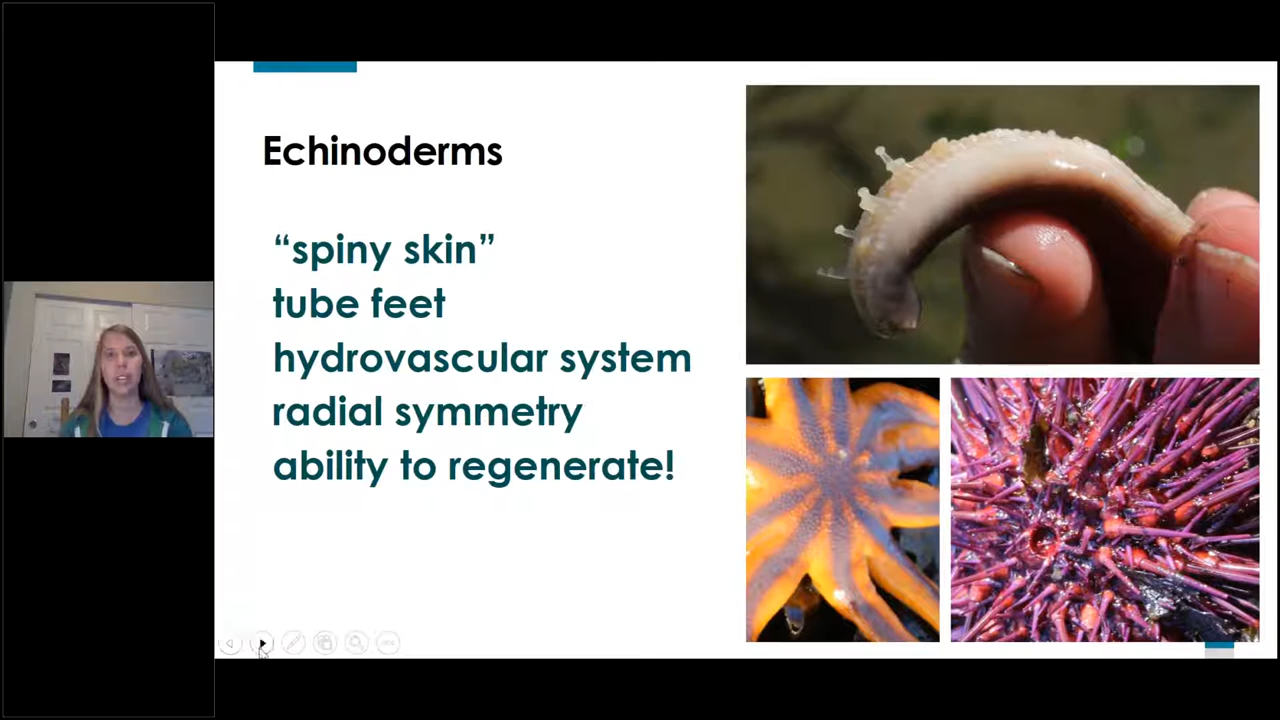 Echinoderms
“spiny skin”
tube feet
hydrovascular system
radial symmetry
ability to regenerate!